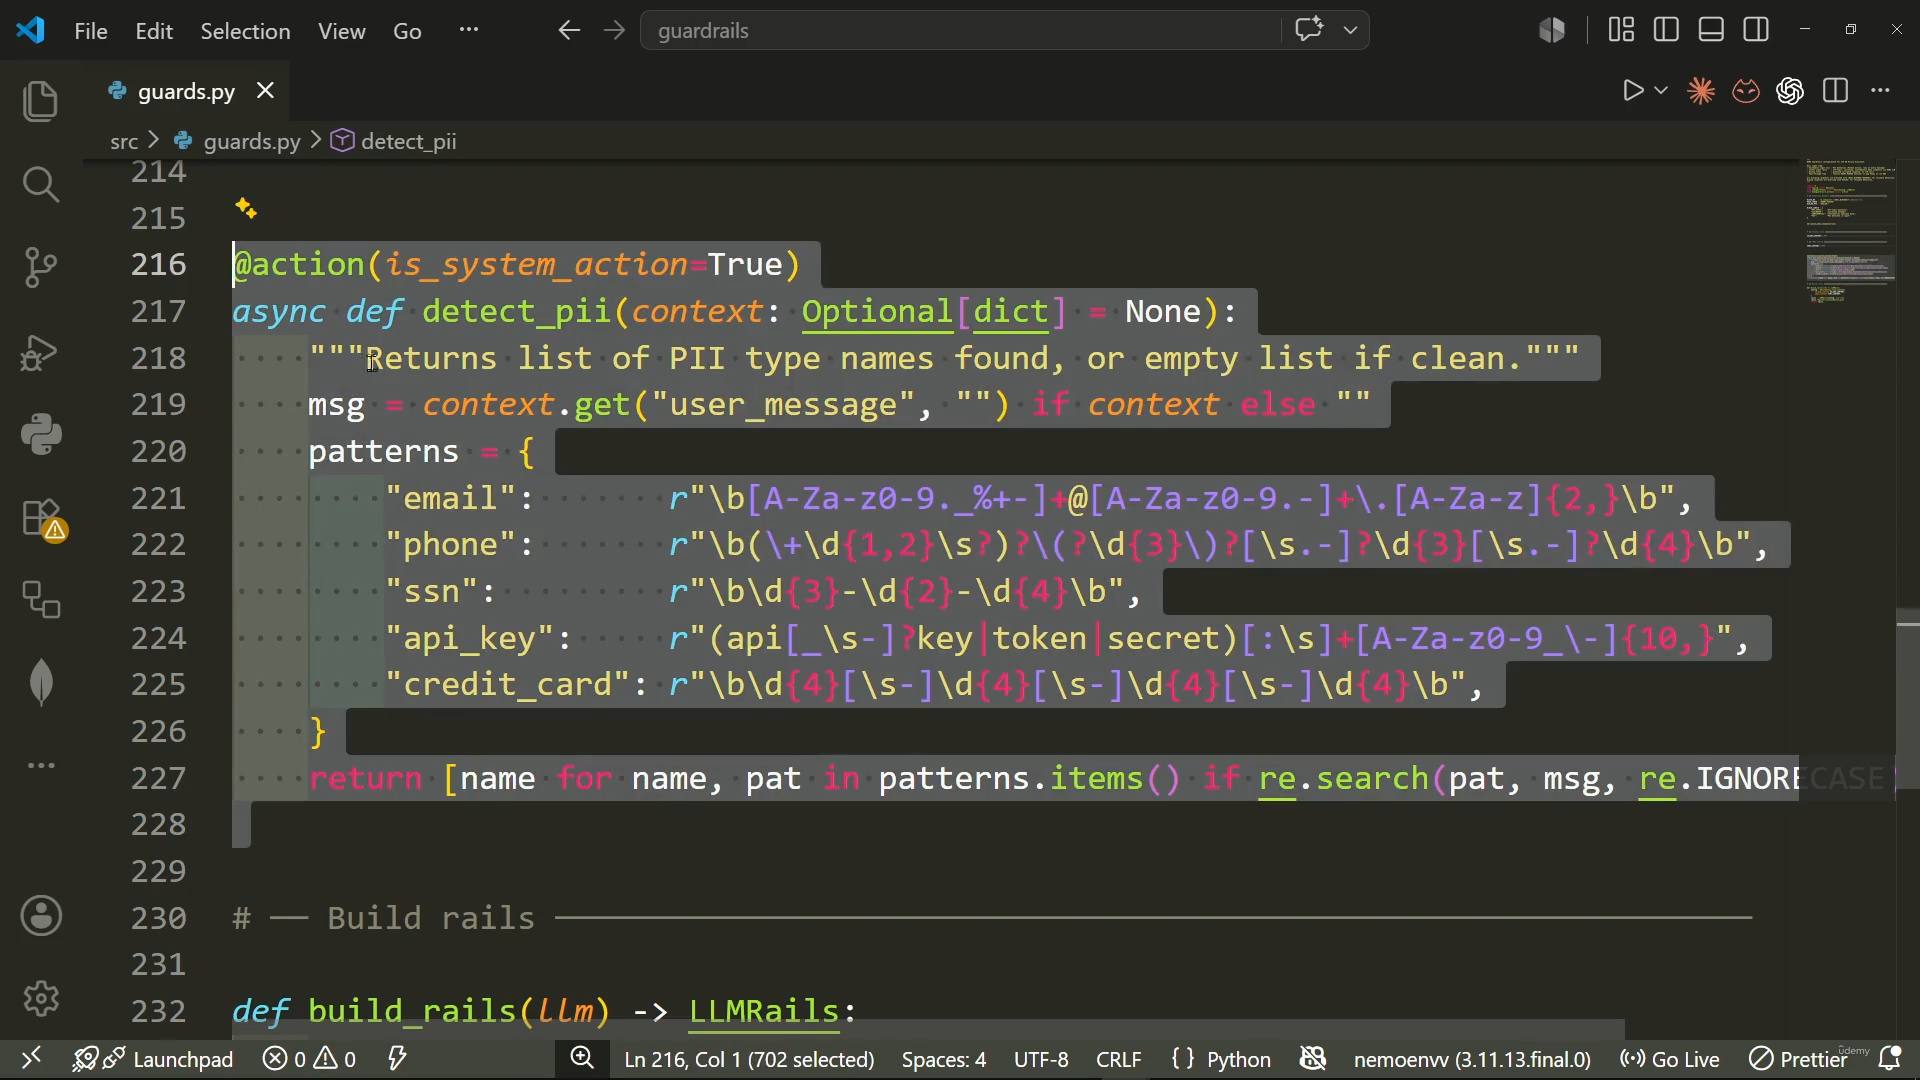 File Edit Selection View Go ··· guardrails
guards.py
src > guards.py > detect_pii
214
215
216 @action(is_system_action=True)
217 async def detect_pii(context: Optional[dict] = None):
218 """Returns list of PII type names found, or empty list if clean."""
219 msg = context.get("user_message", "") if context else ""
220 patterns = {
221 "email": r"\b[A-Za-z0-9._%+-]+@[A-Za-z0-9.-]+\.[A-Za-z]{2,}\b",
222 "phone": r"\b(\+\d{1,2}\s?)?\(?\d{3}\)?[\s.-]?\d{3}[\s.-]?\d{4}\b",
223 "ssn": r"\b\d{3}-\d{2}-\d{4}\b",
224 "api_key": r"(api[_\s-]?key|token|secret)[:\s]+[A-Za-z0-9_\-]{10,}",
225 "credit_card": r"\b\d{4}[\s-]\d{4}[\s-]\d{4}[\s-]\d{4}\b",
226 }
227 return [name for name, pat in patterns.items() if re.search(pat, msg, re.IGNORECASE)
228
229
230 # ── Build rails ──────────────────────────────
231
232 def build_rails(llm) -> LLMRails:
Launchpad 0 0 Ln 216, Col 1 (702 selected) Spaces: 4 UTF-8 CRLF { } Python nemoenvv (3.11.13.final.0) Go Live Prettier
udemy